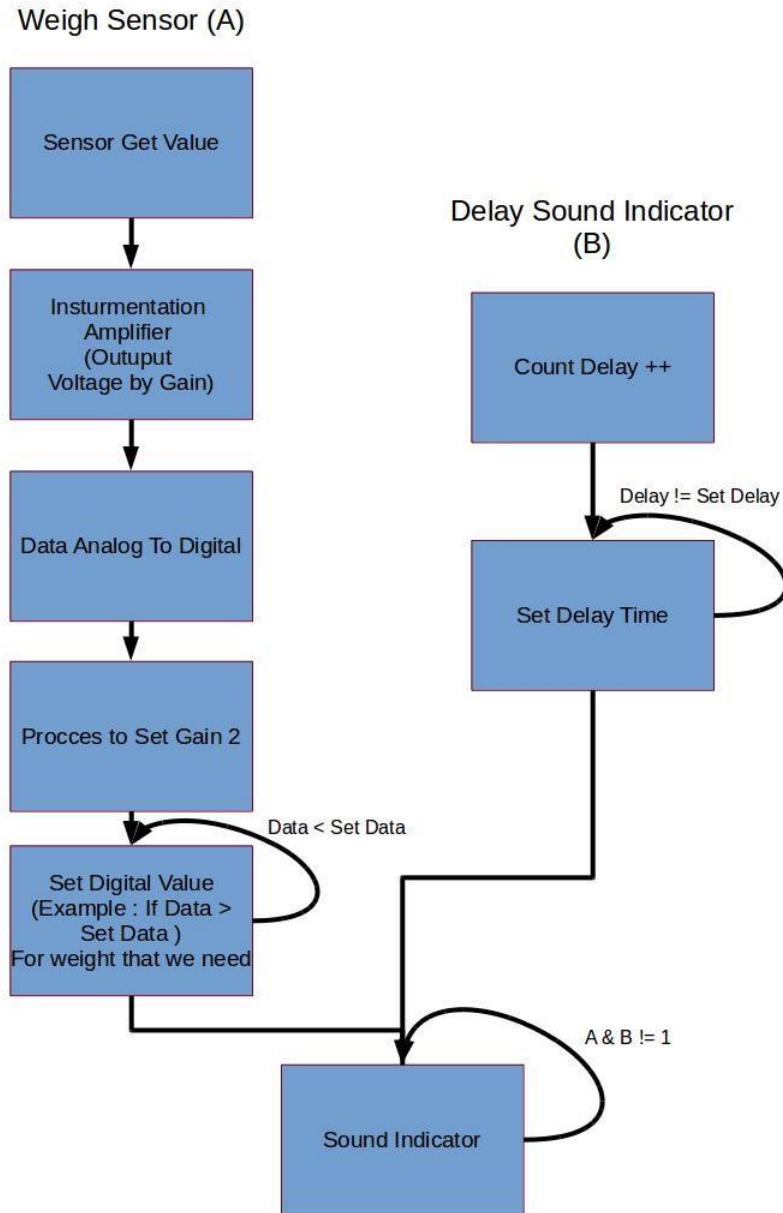 Weigh Sensor (A)
Sensor Get Value
Insturmentation
Amplifier
(Outuput
Voltage by Gain)
Data Analog To Digital
Procces to Set Gain 2
Data < Set Data
Set Digital Value
(Example : If Data >
Set Data )
For weight that we need
Delay Sound Indicator
(B)
Count Delay ++
Delay != Set Delay
Set Delay Time
A & B != 1
Sound Indicator